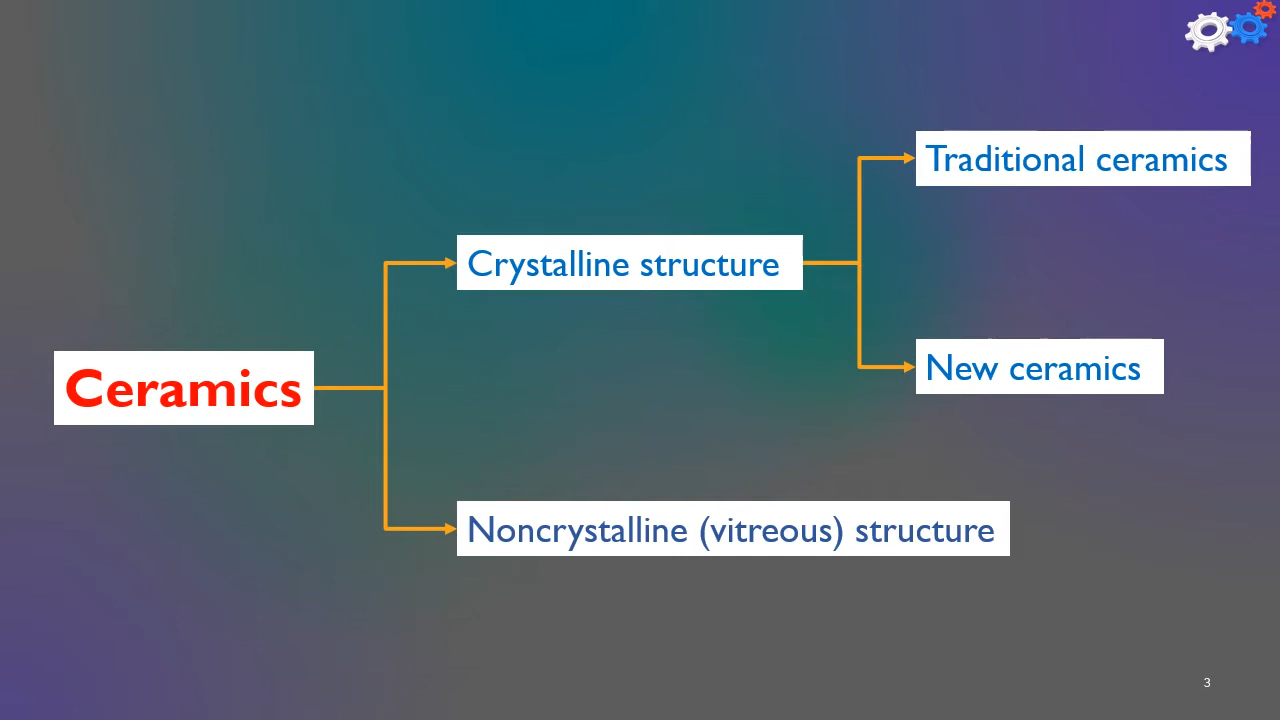 Traditional ceramics
Crystalline structure
New ceramics
Ceramics
Noncrystalline (vitreous) structure
3